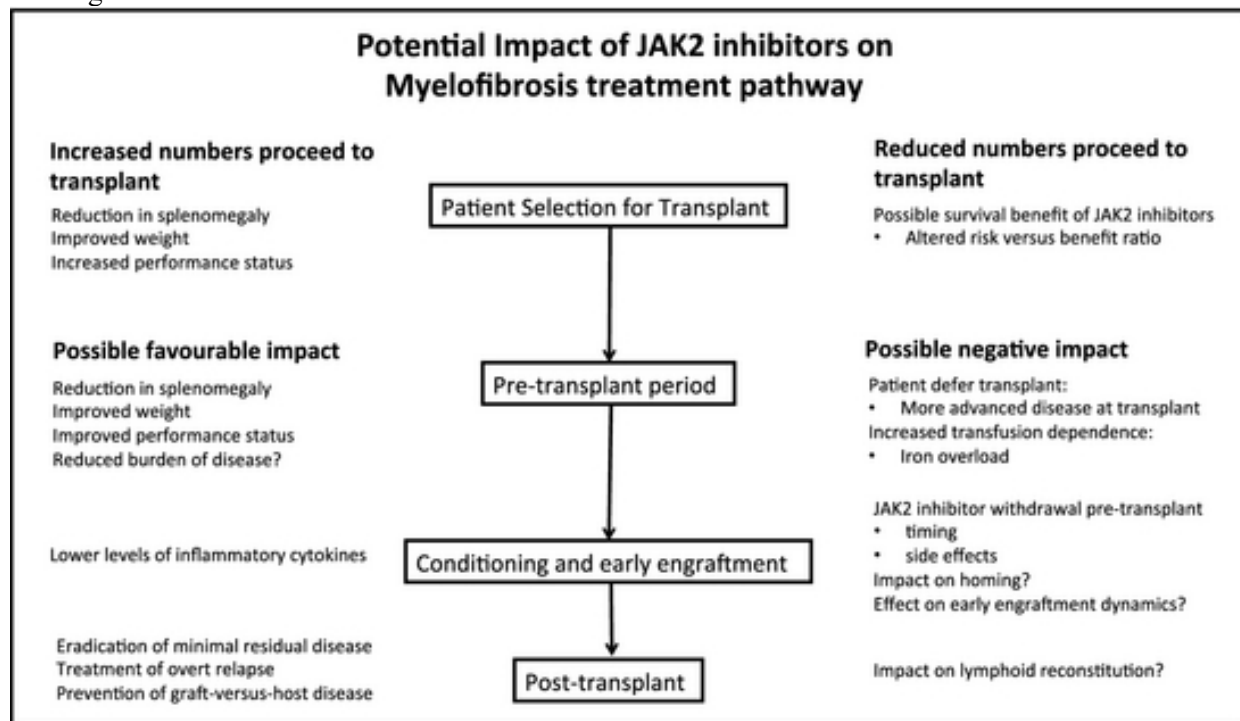 Potential Impact of JAK2 inhibitors on
Myelofibrosis treatment pathway
Increased numbers proceed to
transplant
Reduction in splenomegaly
Improved weight
Increased performance status
Patient Selection for Transplant
Reduced numbers proceed to
transplant
Possible survival benefit of JAK2 inhibitors
• Altered risk versus benefit ratio
Possible favourable impact
Reduction in splenomegaly
Improved weight
Improved performance status
Reduced burden of disease?
Pre-transplant period
Possible negative impact
Patient defer transplant:
• More advanced disease at transplant
Increased transfusion dependence:
• Iron overload
Lower levels of inflammatory cytokines
Conditioning and early engraftment
JAK2 inhibitor withdrawal pre-transplant
• timing
• side effects
Impact on homing?
Effect on early engraftment dynamics?
Eradication of minimal residual disease
Treatment of overt relapse
Prevention of graft-versus-host disease
Post-transplant
Impact on lymphoid reconstitution?